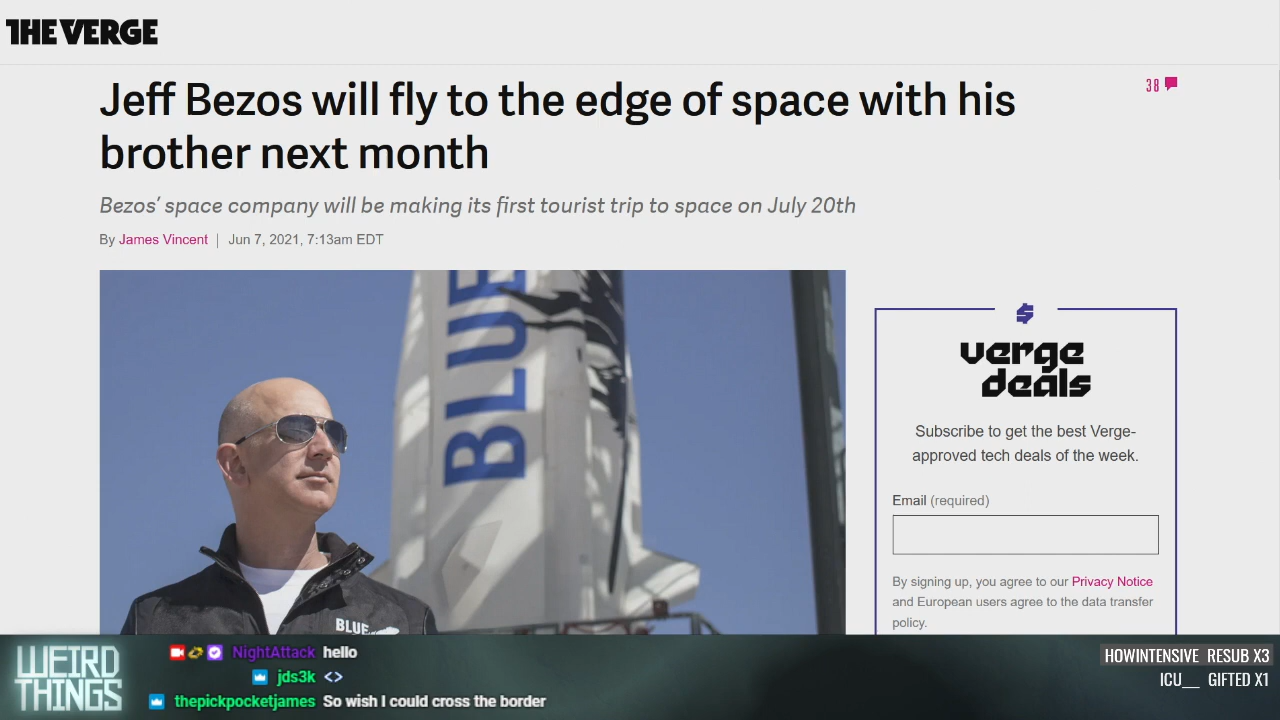 THE VERGE
Jeff Bezos will fly to the edge of space with his
brother next month
38
Bezos' space company will be making its first tourist trip to space on July 20th
By James Vincent | Jun 7, 2021, 7:13am EDT
BLUE
BLUE
verge
deals
Subscribe to get the best Verge-
approved tech deals of the week.
Email (required)
By signing up, you agree to our Privacy Notice
and European users agree to the data transfer
policy.
WEIRD
THINGS
NightAttack hello
jds3k <>
thepickpocketjames So wish I could cross the border
HOWINTENSIVE RESUB X3
ICU__ GIFTED X1